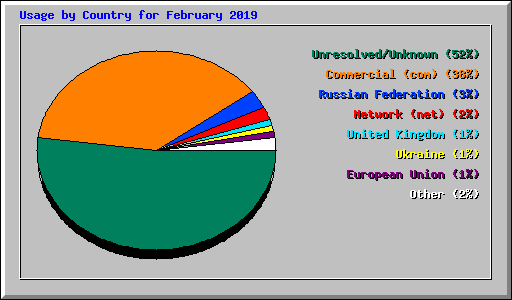 Usage by Country for February 2019
Unresolved/Unknown (52%)
Commercial (com) (38%)
Russian Federation (3%)
Network (net) (2%)
United Kingdom (1%)
Ukraine (1%)
European Union (1%)
Other (2%)